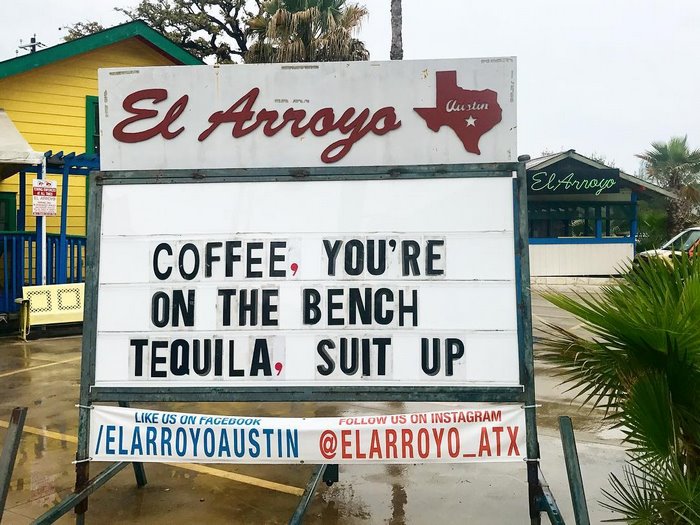 El Arroyo
Austin
El Arroyo
COFFEE, YOU'RE
ON THE BENCH
TEQUILA, SUIT UP
LIKE US ON FACEBOOK
/ELARROYOAUSTIN
FOLLOW US ON INSTAGRAM
@ELARROYO_ATX